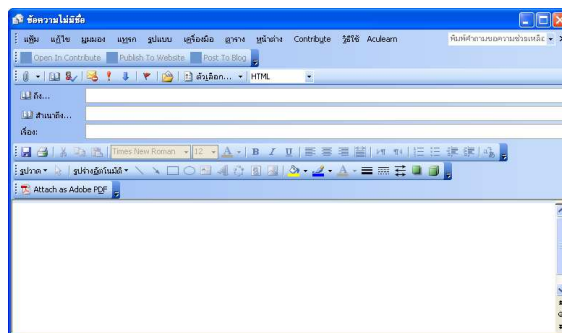 ข้อความไม่มีชื่อ
แฟ้ม แก้ไข มุมมอง แทรก รูปแบบ เครื่องมือ ตาราง หน้าต่าง Contribute วิธีใช้ Aculearn พิมพ์คำถามขอความช่วยเหลือ
Open In Contribute Publish To Website Post To Blog
ตัวเลือก... HTML
ถึง...
สำเนาถึง...
เรื่อง:
Times New Roman 12 A B I U
รูปวาด รูปร่างอัตโนมัติ A
Attach as Adobe PDF